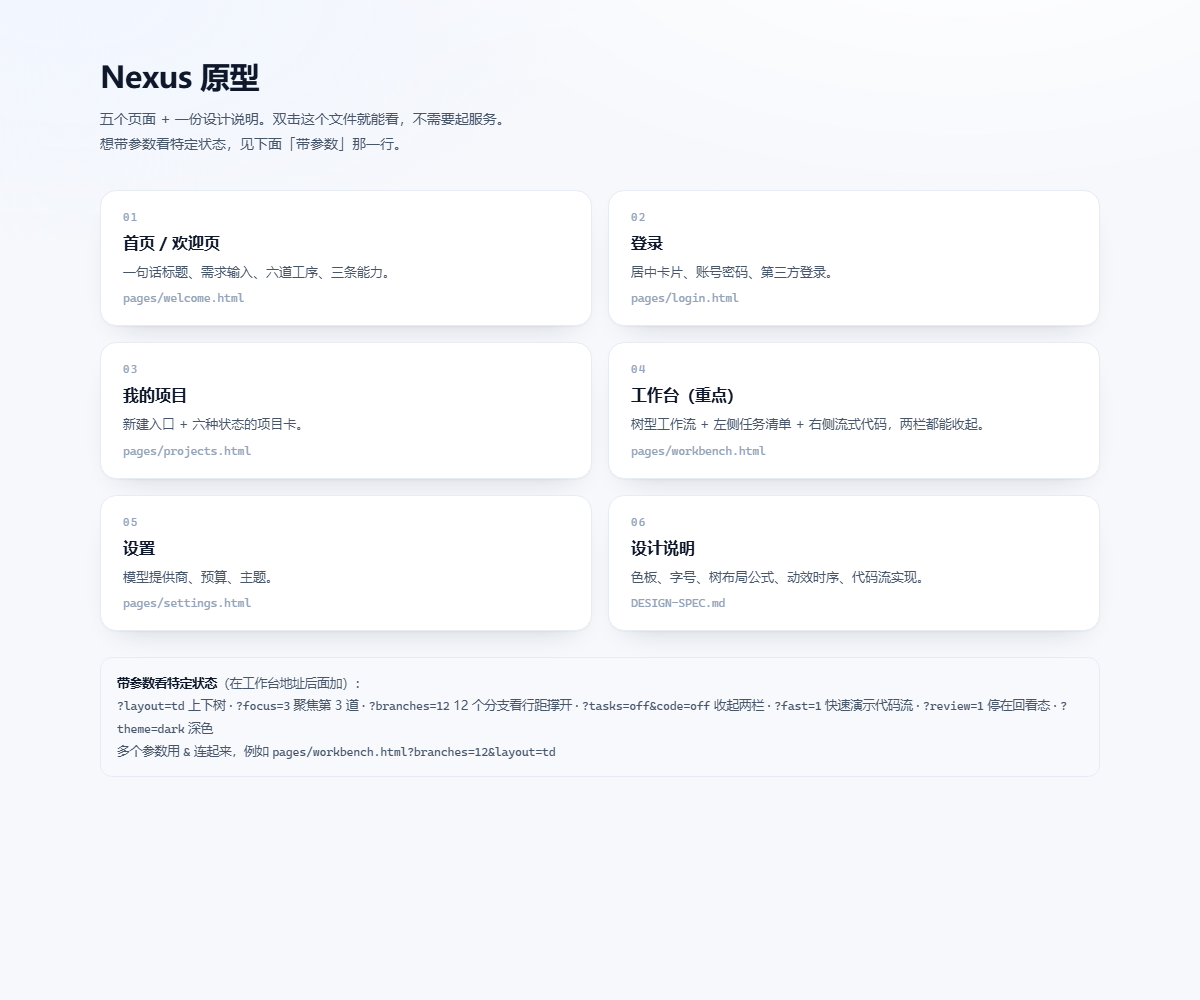 Nexus 原型
五个页面 + 一份设计说明。双击这个文件就能看，不需要起服务。
想带参数看特定状态，见下面「带参数」那一行。
01
首页 / 欢迎页
一句话标题、需求输入、六道工序、三条能力。
pages/welcome.html
02
登录
居中卡片、账号密码、第三方登录。
pages/login.html
03
我的项目
新建入口 + 六种状态的项目卡。
pages/projects.html
04
工作台（重点）
树型工作流 + 左侧任务清单 + 右侧流式代码，两栏都能收起。
pages/workbench.html
05
设置
模型提供商、预算、主题。
pages/settings.html
06
设计说明
色板、字号、树布局公式、动效时序、代码流实现。
DESIGN-SPEC.md
带参数看特定状态（在工作台地址后面加）：
?layout=td 上下树 · ?focus=3 聚焦第 3 道 · ?branches=12 12 个分支看行距撑开 · ?tasks=off&code=off 收起两栏 · ?fast=1 快速演示代码流 · ?review=1 停在回看态 · ?
theme=dark 深色
多个参数用 & 连起来，例如 pages/workbench.html?branches=12&layout=td